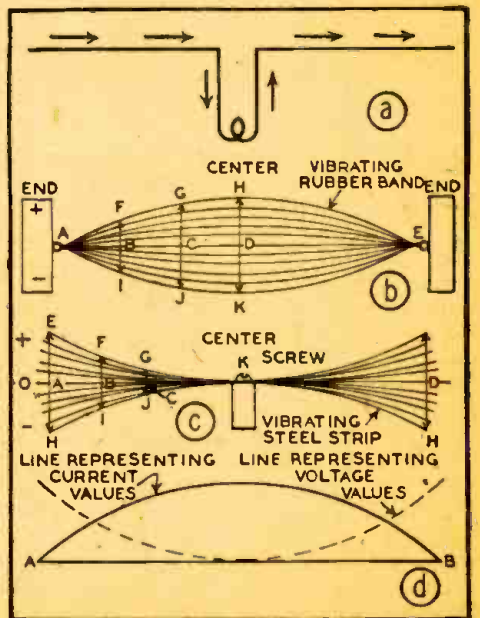 a
CENTER
VIBRATING
RUBBER BAND
END
END
+
-
A
F
G
H
B
C
D
E
I
J
K
b
CENTER
SCREW
K
E
F
G
+
0
-
A
B
C
D
H
I
J
H
c
VIBRATING
STEEL STRIP
LINE REPRESENTING
CURRENT
VALUES
LINE REPRESENTING
VOLTAGE
VALUES
A
B
d